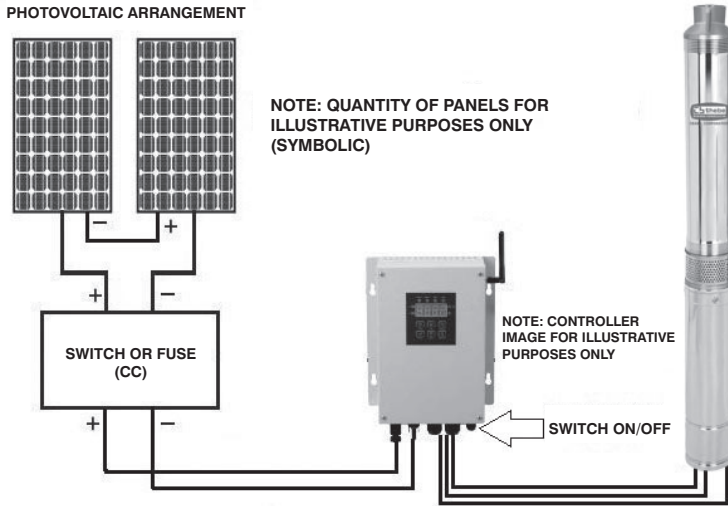 PHOTOVOLTAIC ARRANGEMENT
NOTE: QUANTITY OF PANELS FOR
ILLUSTRATIVE PURPOSES ONLY
(SYMBOLIC)
− +
+ −
SWITCH OR FUSE
(CC)
+ −
NOTE: CONTROLLER
IMAGE FOR ILLUSTRATIVE
PURPOSES ONLY
SWITCH ON/OFF